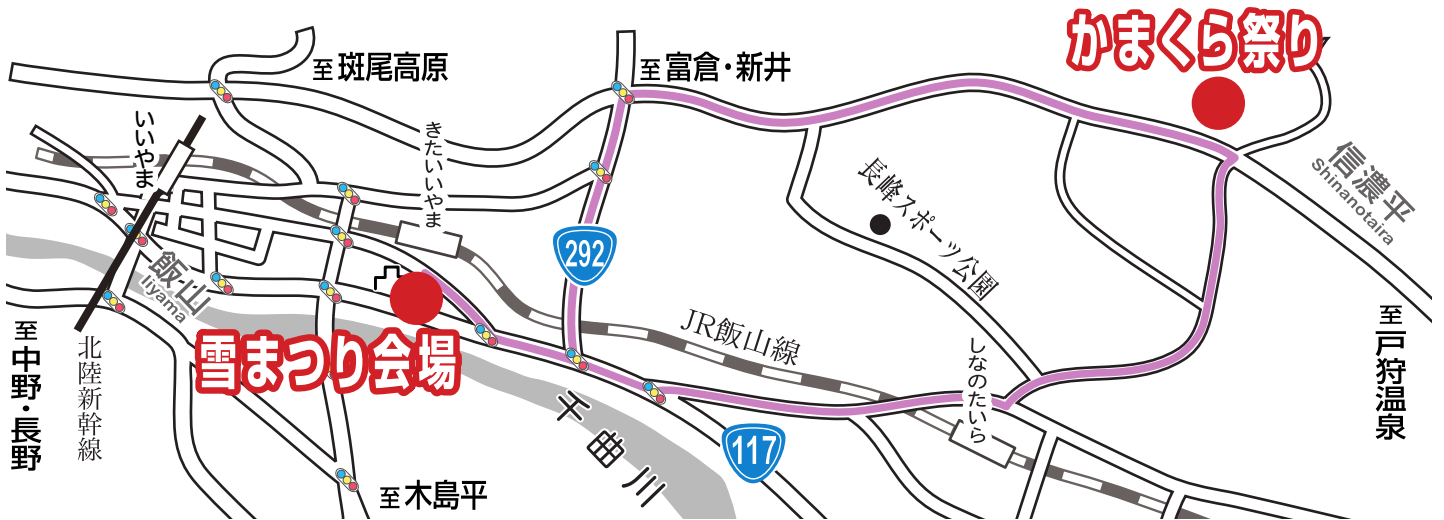 かまくら祭り
至 斑尾高原
至 富倉・新井
いいやま
きたいいやま
長峰スポーツ公園
信濃平
Shinanotaira
292
飯山
Iiyama
至
中野・長野
北陸新幹線
雪まつり会場
JR飯山線
しなのたいら
至
戸狩温泉
千曲川
117
至 木島平